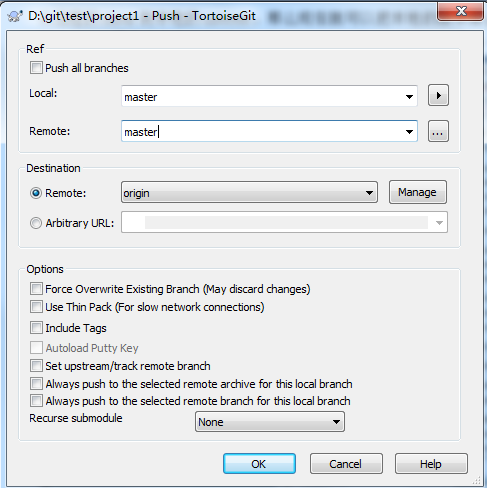 D:\git\test\project1 - Push - TortoiseGit
Ref
Push all branches
Local:
master
Remote:
master
...
Destination
Remote:
origin
Manage
Arbitrary URL:
Options
Force Overwrite Existing Branch (May discard changes)
Use Thin Pack (For slow network connections)
Include Tags
Autoload Putty Key
Set upstream/track remote branch
Always push to the selected remote archive for this local branch
Always push to the selected remote branch for this local branch
Recurse submodule
None
OK
Cancel
Help